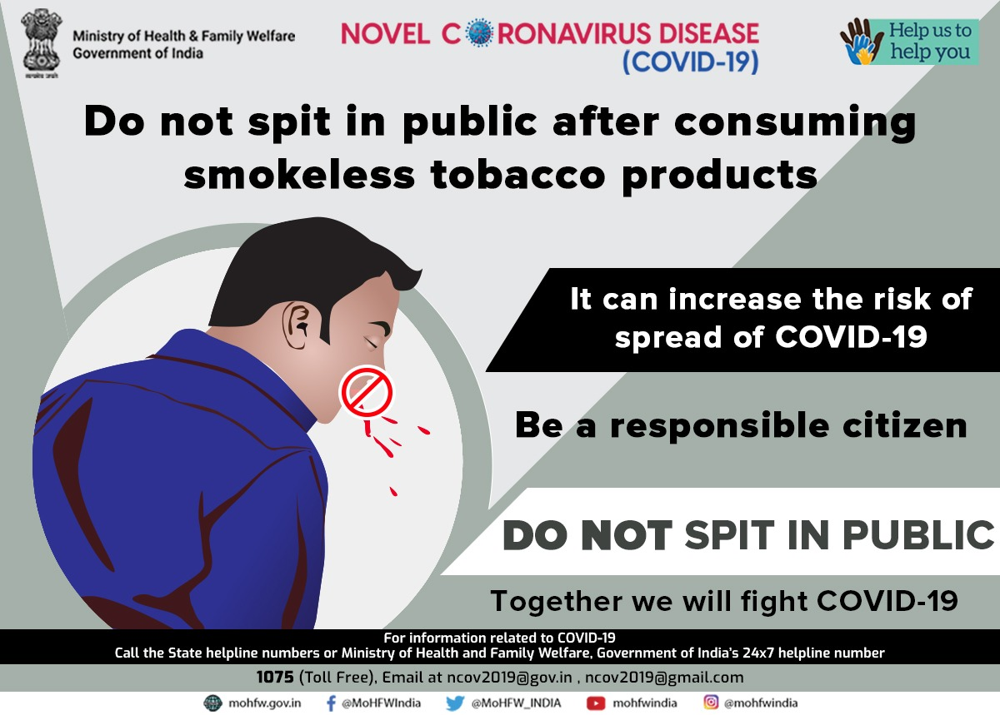 Ministry of Health & Family Welfare
Government of India
NOVEL CORONAVIRUS DISEASE
(COVID-19)
Help us to
help you
सत्यमेव जयते
Do not spit in public after consuming
smokeless tobacco products
It can increase the risk of
spread of COVID-19
Be a responsible citizen
DO NOT SPIT IN PUBLIC
Together we will fight COVID-19
For information related to COVID-19
Call the State helpline numbers or Ministry of Health and Family Welfare, Government of India's 24x7 helpline number
1075 (Toll Free), Email at ncov2019@gov.in , ncov2019@gmail.com
mohfw.gov.in @MoHFWIndia @MoHFW_INDIA mohfwindia @mohfwindia